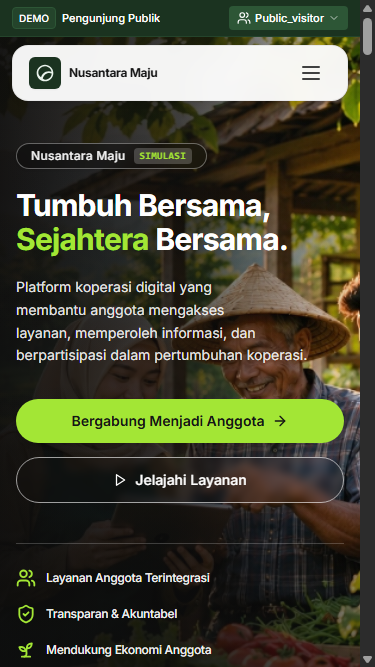 DEMO Pengunjung Publik Public_visitor
Nusantara Maju
Nusantara Maju SIMULASI
Tumbuh Bersama,
Sejahtera Bersama.
Platform koperasi digital yang
membantu anggota mengakses
layanan, memperoleh informasi, dan
berpartisipasi dalam pertumbuhan koperasi.
Bergabung Menjadi Anggota
Jelajahi Layanan
Layanan Anggota Terintegrasi
Transparan & Akuntabel
Mendukung Ekonomi Anggota